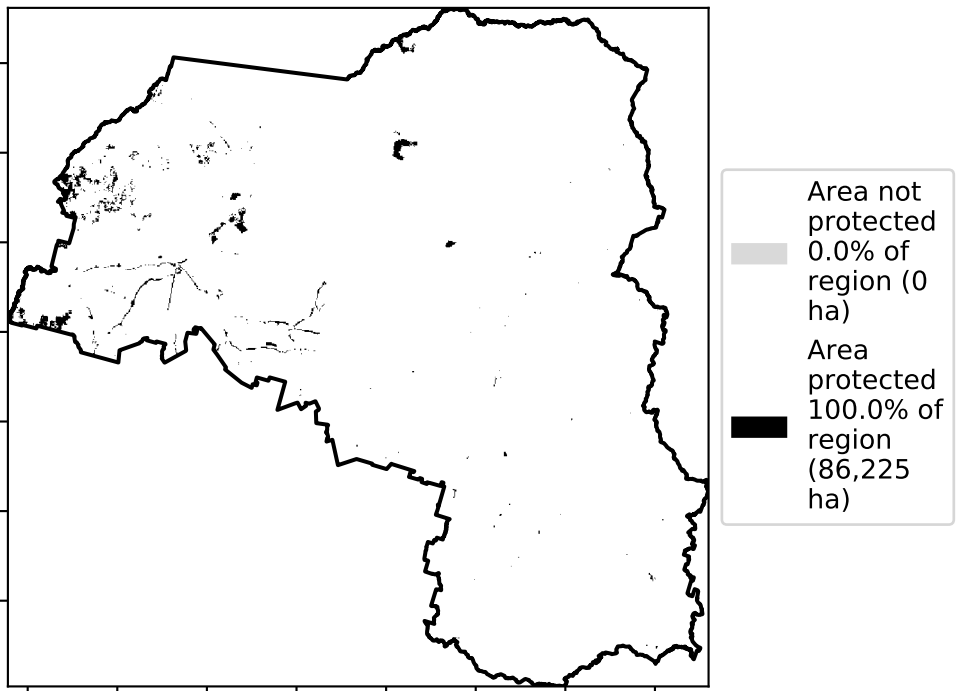 Area not
protected
0.0% of
region (0
ha)
Area
protected
100.0% of
region
(86,225
ha)